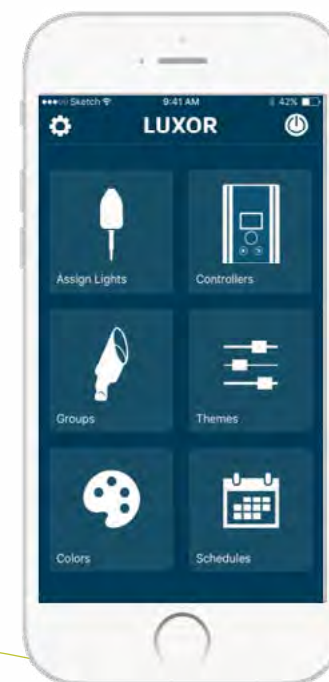 Sketch 9:41 AM 42%
LUXOR
Assign Lights Controllers
Groups Themes
Colors Schedules